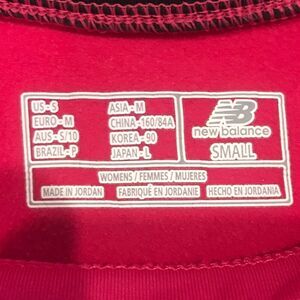 US-S
EURO-M
AUS-S/10
BRAZIL-P
ASIA-M
CHINA-160/84A
KOREA-90
JAPAN-L
NB
new balance
SMALL
WOMENS / FEMMES / MUJERES
MADE IN JORDAN FABRIQUÉ EN JORDANIE HECHO EN JORDANIA